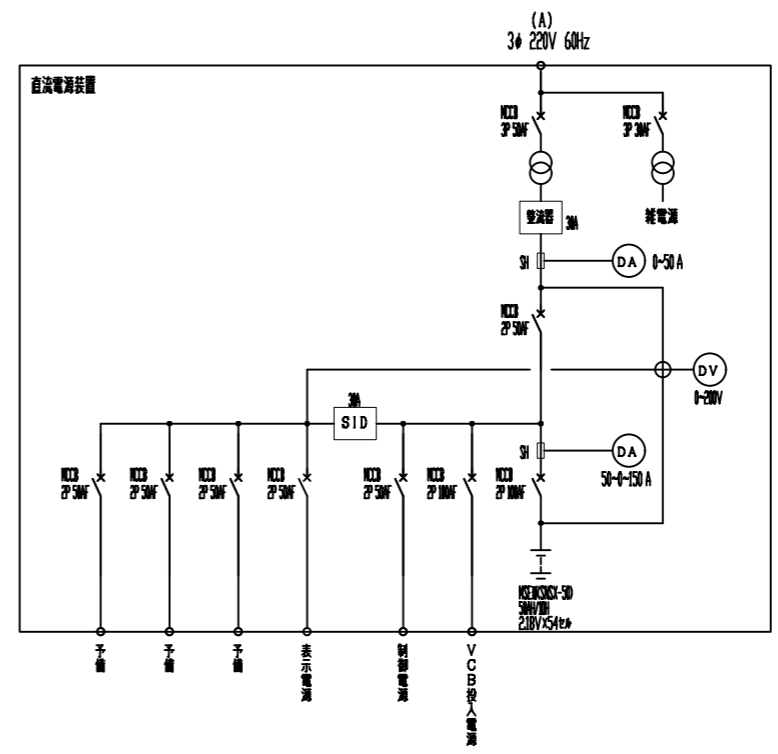 (A)
3φ 220V 60Hz
直流電源装置
MCCB
3P 50AF
MCCB
3P 30AF
整流器
30A
雑電源
SH
DA
0~50 A
MCCB
2P 50AF
DV
0~200V
30A
SID
SH
DA
50~0~150 A
MCCB
2P 50AF
MCCB
2P 50AF
MCCB
2P 50AF
MCCB
2P 50AF
MCCB
2P 50AF
MCCB
2P 100AF
MCCB
2P 100AF
50AH/10H
2.18V×54セル
予備
予備
予備
表示電源
制御電源
VCB投入電源